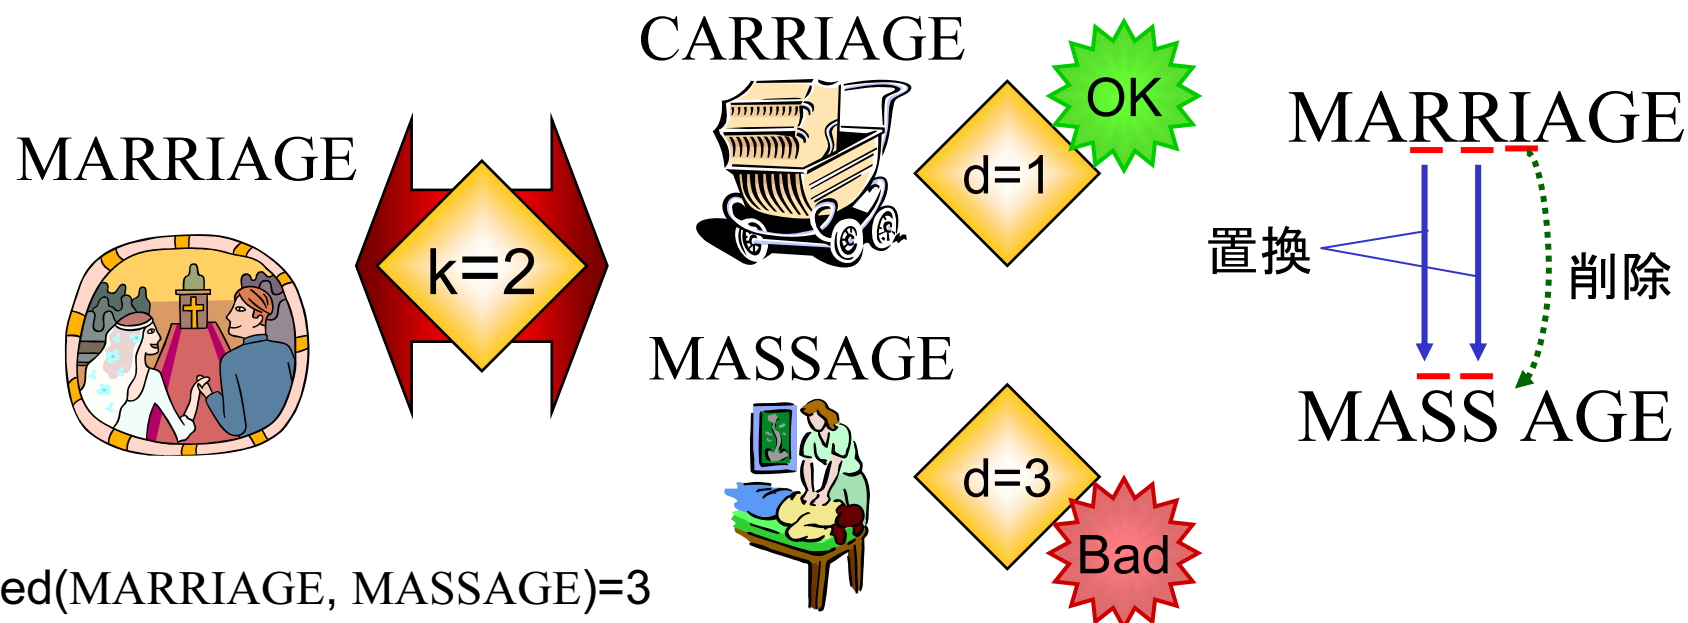 MARRIAGE
k=2
CARRIAGE
d=1
OK
MASSAGE
d=3
Bad
MARRIAGE
置換
削除
MASS AGE
ed(MARRIAGE, MASSAGE)=3